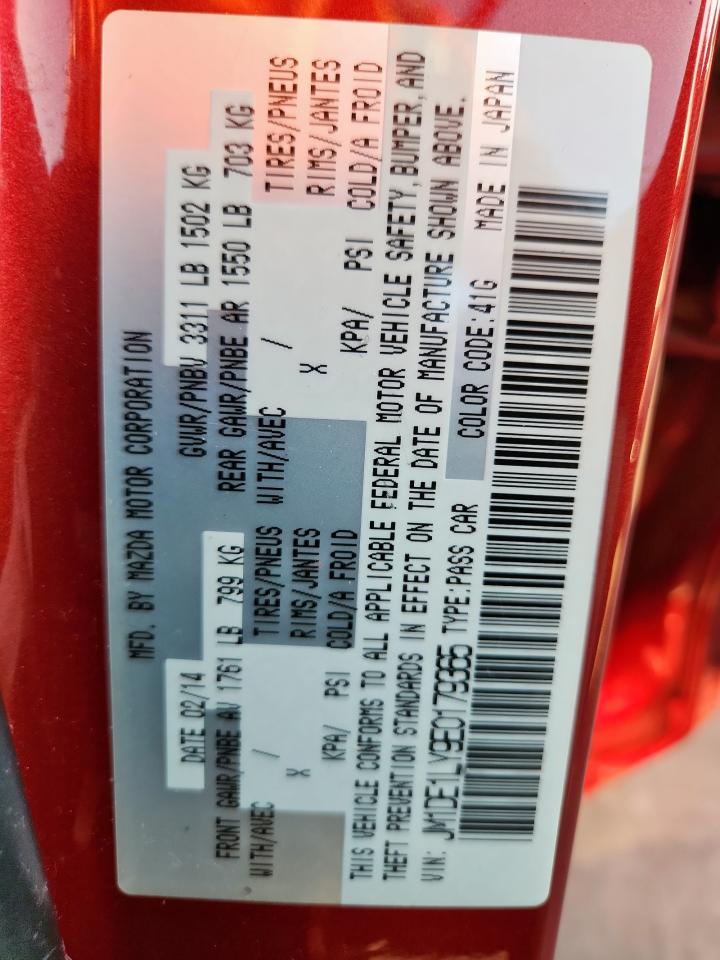 MFD. BY MAZDA MOTOR CORPORATION
DATE 02/14 GVWR/PNBV 3311 LB 1502 KG
FRONT GAWR/PNBE AV 1761 LB 799 KG REAR GAWR/PNBE AR 1550 LB 703 KG
WITH/AVEC / TIRES/PNEUS WITH/AVEC / TIRES/PNEUS
X RIMS/JANTES X RIMS/JANTES
KPA/ PSI COLD/A FROID KPA/ PSI COLD/A FROID
THIS VEHICLE CONFORMS TO ALL APPLICABLE FEDERAL MOTOR VEHICLE SAFETY,BUMPER,AND
THEFT PREVENTION STANDARDS IN EFFECT ON THE DATE OF MANUFACTURE SHOWN ABOVE.
VIN: JM1DE1LY9E0179365 TYPE:PASS CAR COLOR CODE:41G MADE IN JAPAN